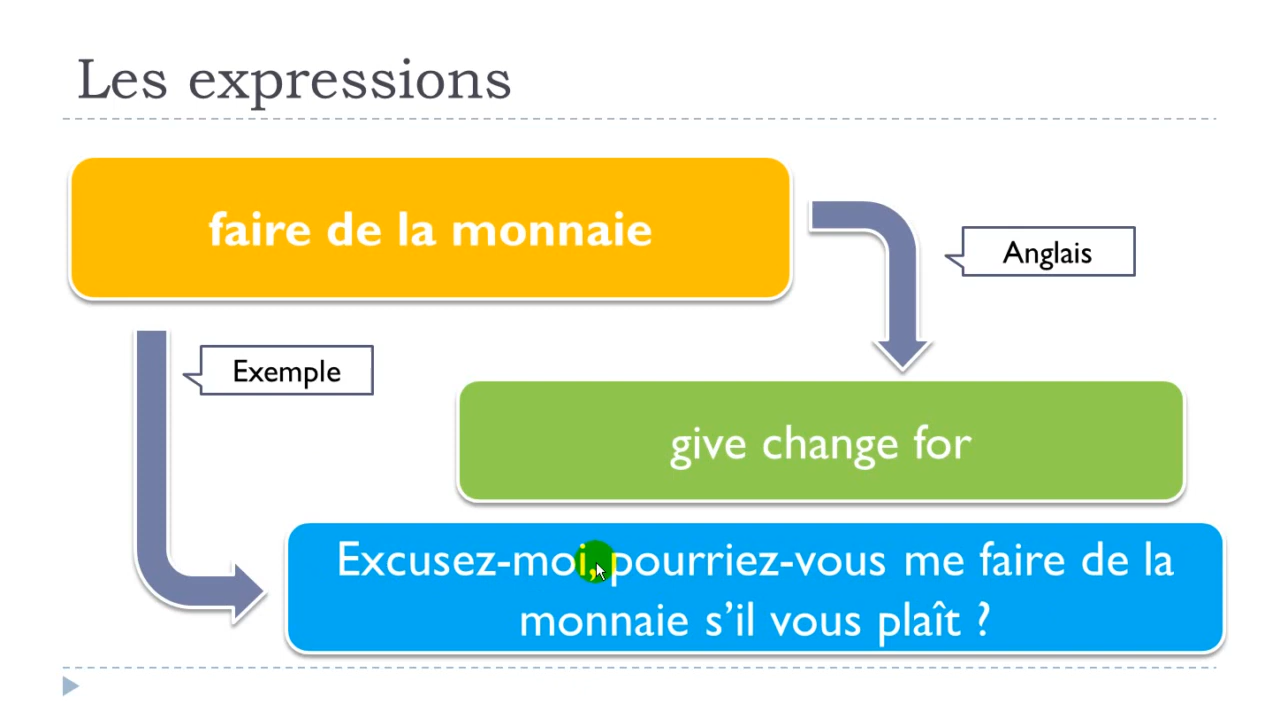 Les expressions
faire de la monnaie
Anglais
Exemple
give change for
Excusez-moi, pourriez-vous me faire de la
monnaie s’il vous plaît ?